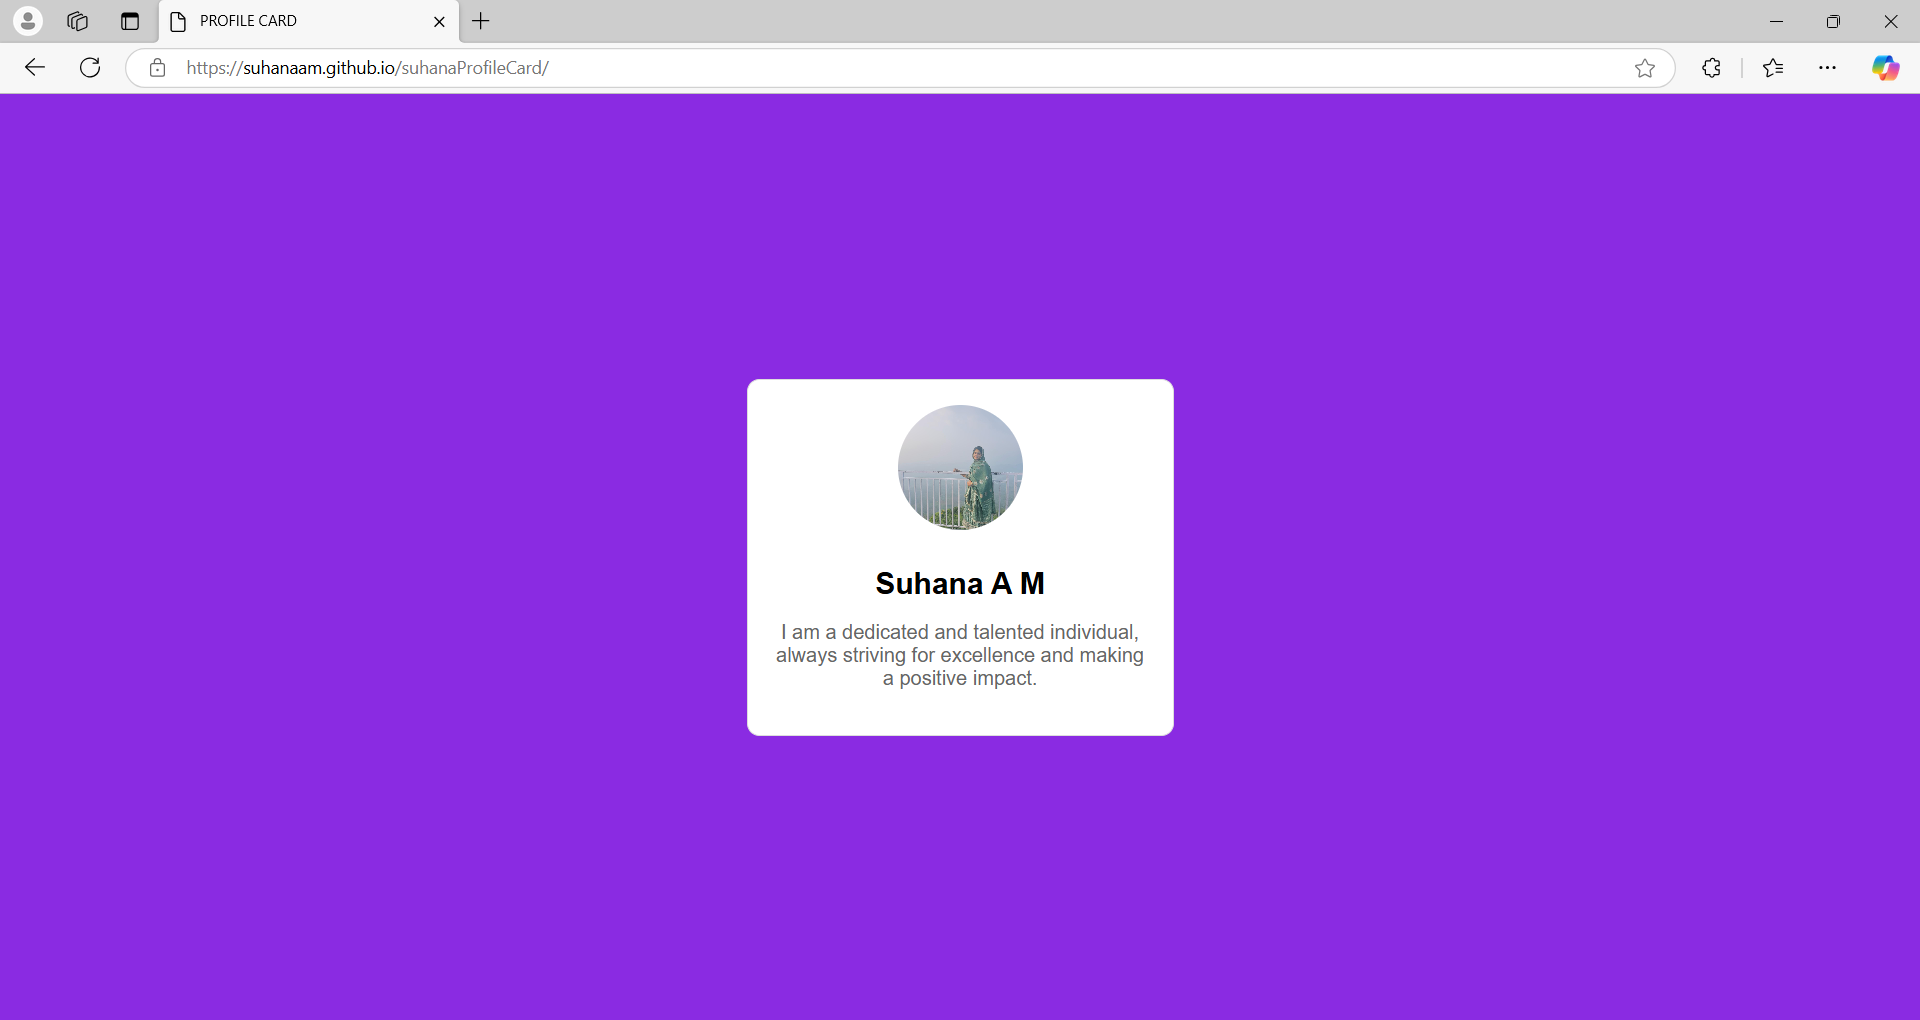 PROFILE CARD
https://suhanaam.github.io/suhanaProfileCard/
Suhana A M
I am a dedicated and talented individual,
always striving for excellence and making
a positive impact.